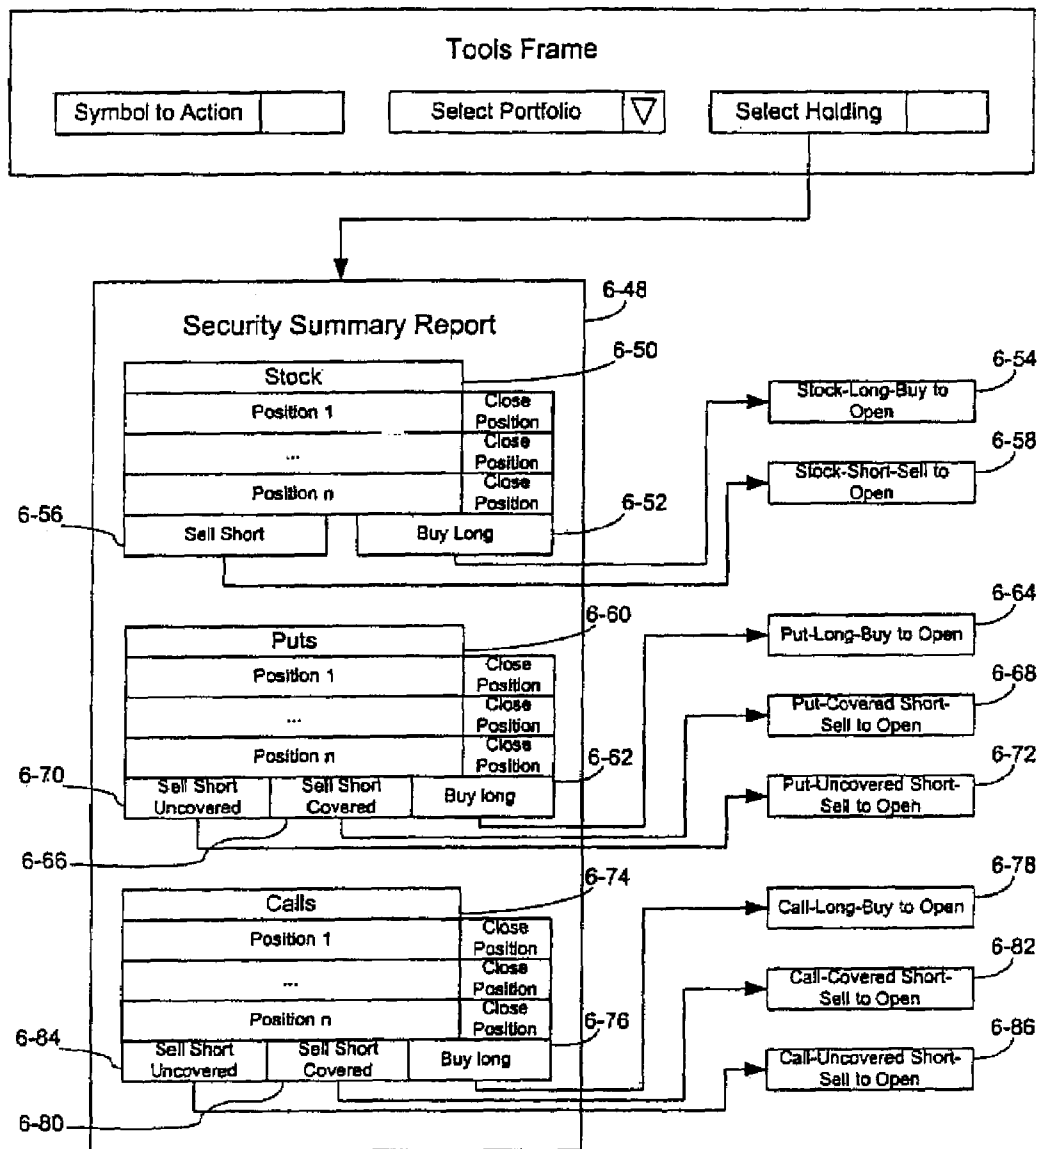 Tools Frame
Symbol to Action
Select Portfolio
Select Holding
6-48
Security Summary Report
6-50
Stock
Position 1
Close
Position
...
Close
Position
Position n
Close
Position
6-56
6-52
Sell Short
Buy Long
6-54
Stock-Long-Buy to
Open
6-58
Stock-Short-Sell to
Open
6-60
Puts
Position 1
Close
Position
...
Close
Position
Position n
Close
Position
6-70
6-62
Sell Short
Uncovered
Sell Short
Covered
Buy long
6-66
6-64
Put-Long-Buy to Open
6-68
Put-Covered Short-
Sell to Open
6-72
Put-Uncovered Short-
Sell to Open
6-74
Calls
Position 1
Close
Position
...
Close
Position
Position n
Close
Position
6-84
6-76
Sell Short
Uncovered
Sell Short
Covered
Buy long
6-80
6-78
Call-Long-Buy to Open
6-82
Call-Covered Short-
Sell to Open
6-86
Call-Uncovered Short-
Sell to Open